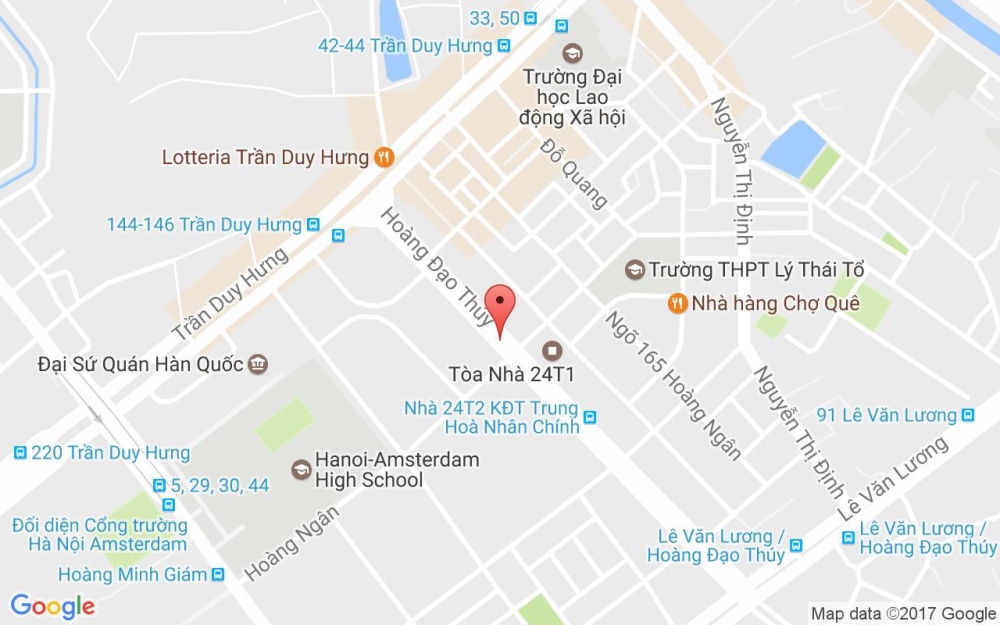 33, 50
42-44 Trần Duy Hưng
Trường Đại
học Lao
động Xã hội
Nguyễn Thị Định
Lotteria Trần Duy Hưng
Đỗ Quang
144-146 Trần Duy Hưng
Hoàng Đạo Thúy
Trần Duy Hưng
Trường THPT Lý Thái Tổ
Nhà hàng Chợ Quê
Ngõ 165 Hoàng Ngân
Đại Sứ Quán Hàn Quốc
Tòa Nhà 24T1
Nhà 24T2 KĐT Trung
Hoà Nhân Chính
Nguyễn Thị Định
91 Lê Văn Lương
Lê Văn Lương
220 Trần Duy Hưng
Hanoi-Amsterdam
High School
5, 29, 30, 44
Đối diện Cổng trường
Hà Nội Amsterdam
Hoàng Ngân
Lê Văn Lương /
Hoàng Đạo Thúy
Lê Văn Lương /
Hoàng Đạo Thúy
Hoàng Minh Giám
Google
Map data ©2017 Google